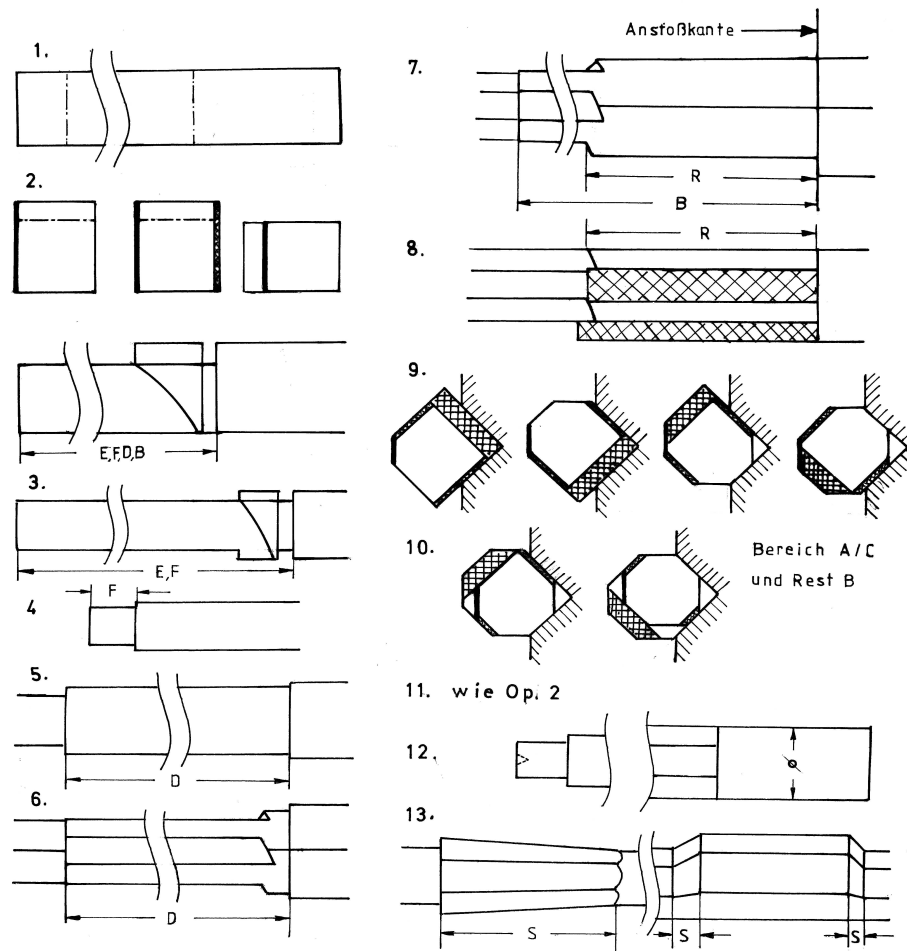 1.
2.
E,F,D,B
3.
E,F
F
4
5.
D
6.
D
Ansfoßkante
7.
R
B
R
8.
9.
10.
Bereich A/C
und Rest B
11. wie Op. 2
12.
Ø
13.
S
S
S